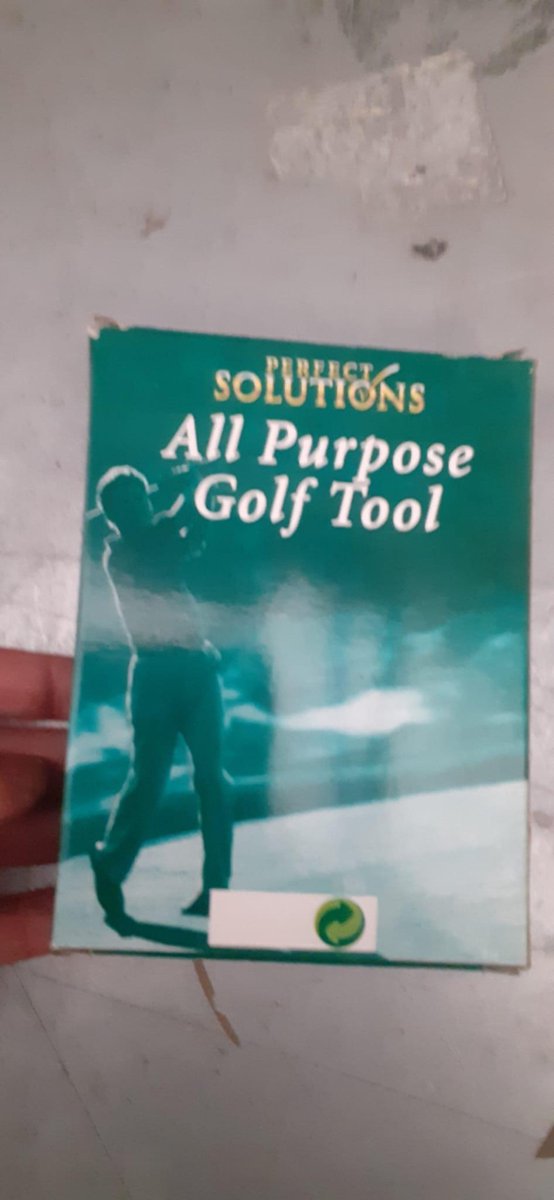 PERFECT
SOLUTIONS
All Purpose
Golf Tool